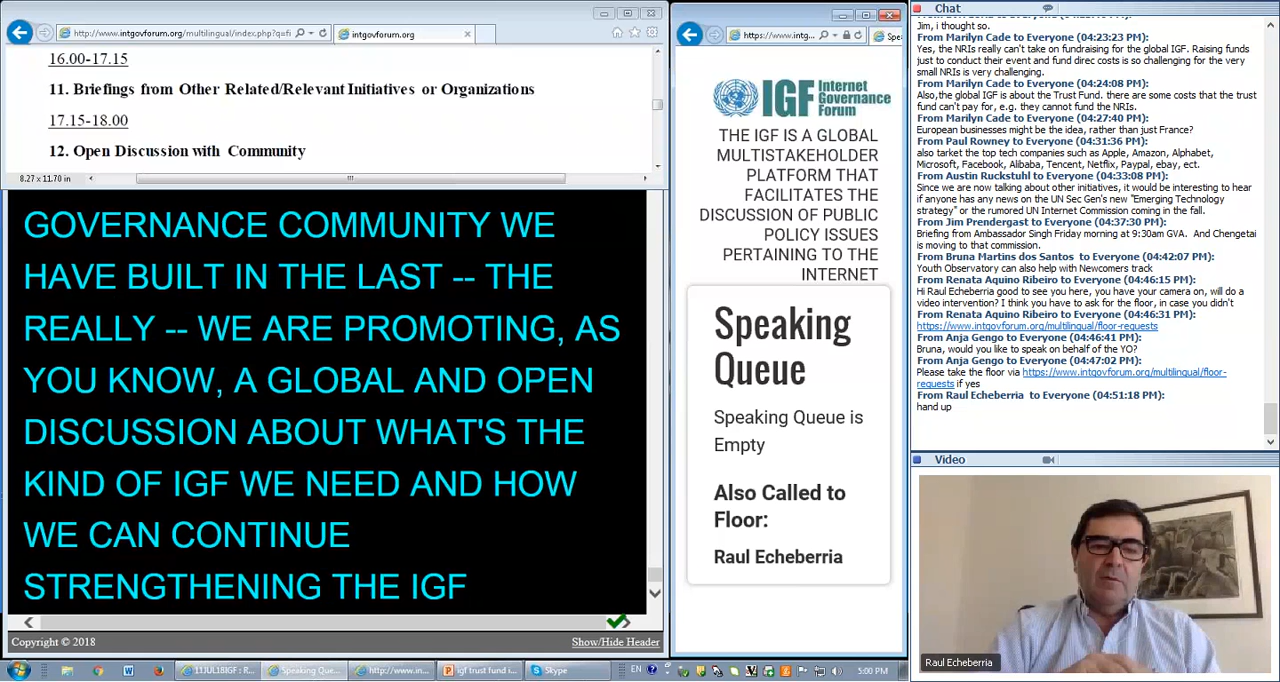 http://www.intgovforum.org/multilingual/index.php?q=fi
intgovforum.org
16.00-17.15
11. Briefings from Other Related/Relevant Initiatives or Organizations
17.15-18.00
12. Open Discussion with Community
8.27 x 11.70 in
GOVERNANCE COMMUNITY WE
HAVE BUILT IN THE LAST -- THE
REALLY -- WE ARE PROMOTING, AS
YOU KNOW, A GLOBAL AND OPEN
DISCUSSION ABOUT WHAT'S THE
KIND OF IGF WE NEED AND HOW
WE CAN CONTINUE
STRENGTHENING THE IGF
Copyright © 2018
Show/Hide Header
https://www.intg...
Spe
IGF Internet
Governance
Forum
THE IGF IS A GLOBAL
MULTISTAKEHOLDER
PLATFORM THAT
FACILITATES THE
DISCUSSION OF PUBLIC
POLICY ISSUES
PERTAINING TO THE
INTERNET
Speaking
Queue
Speaking Queue is
Empty
Also Called to
Floor:
Raul Echeberria
Chat
Jim, i thought so.
From Marilyn Cade to Everyone (04:23:23 PM):
Yes, the NRIs really can't take on fundraising for the global IGF. Raising funds
just to conduct their event and fund direc costs is so challenging for the very
small NRIs is very challenging.
From Marilyn Cade to Everyone (04:24:08 PM):
Also,the global IGF is about the Trust Fund. there are some costs that the trust
fund can't pay for, e.g. they cannot fund the NRIs.
From Marilyn Cade to Everyone (04:27:40 PM):
European businesses might be the idea, rather than just France?
From Paul Rowney to Everyone (04:31:36 PM):
also tarket the top tech companies such as Apple, Amazon, Alphabet,
Microsoft, Facebook, Alibaba, Tencent, Netflix, Paypal, ebay, ect.
From Austin Ruckstuhl to Everyone (04:33:08 PM):
Since we are now talking about other initiatives, it would be interesting to hear
if anyone has any news on the UN Sec Gen's new "Emerging Technology
strategy" or the rumored UN Internet Commission coming in the fall.
From Jim Prendergast to Everyone (04:37:30 PM):
Briefing from Ambassador Singh Friday morning at 9:30am GVA. And Chengetai
is moving to that commission.
From Bruna Martins dos Santos to Everyone (04:42:07 PM):
Youth Observatory can also help with Newcomers track
From Renata Aquino Ribeiro to Everyone (04:46:15 PM):
Hi Raul Echeberria good to see you here, you have your camera on, will do a
video intervention? I think you have to ask for the floor, in case you didn't
From Renata Aquino Ribeiro to Everyone (04:46:31 PM):
https://www.intgovforum.org/multilingual/floor-requests
From Anja Gengo to Everyone (04:46:41 PM):
Bruna, would you like to speak on behalf of the YO?
From Anja Gengo to Everyone (04:47:02 PM):
Please take the floor via https://www.intgovforum.org/multilingual/floor-
requests if yes
From Raul Echeberria to Everyone (04:51:18 PM):
hand up
Video
Raul Echeberria
11JUL18IGF : R...
Speaking Que...
http://www.in...
igf trust fund i...
Skype
EN
5:00 PM